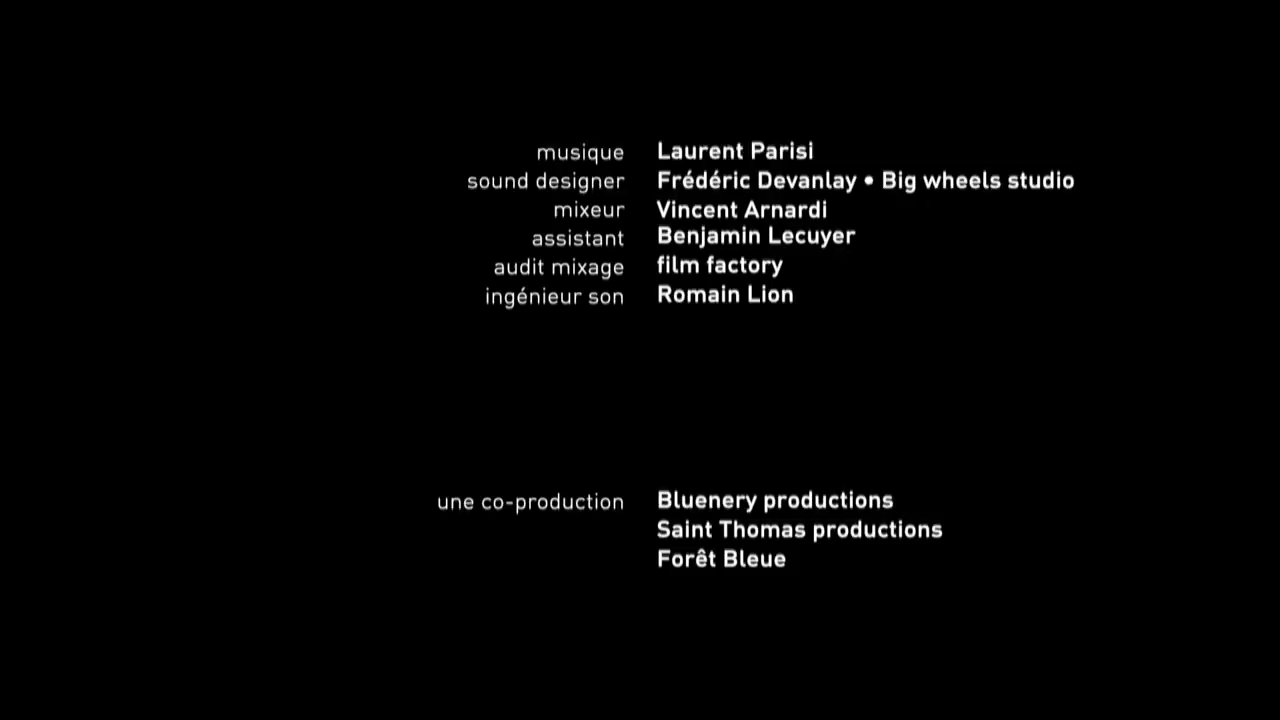 musique Laurent Parisi
sound designer Frédéric Devanlay • Big wheels studio
mixeur Vincent Arnardi
assistant Benjamin Lecuyer
audit mixage film factory
ingénieur son Romain Lion
une co-production Bluenery productions
Saint Thomas productions
Forêt Bleue